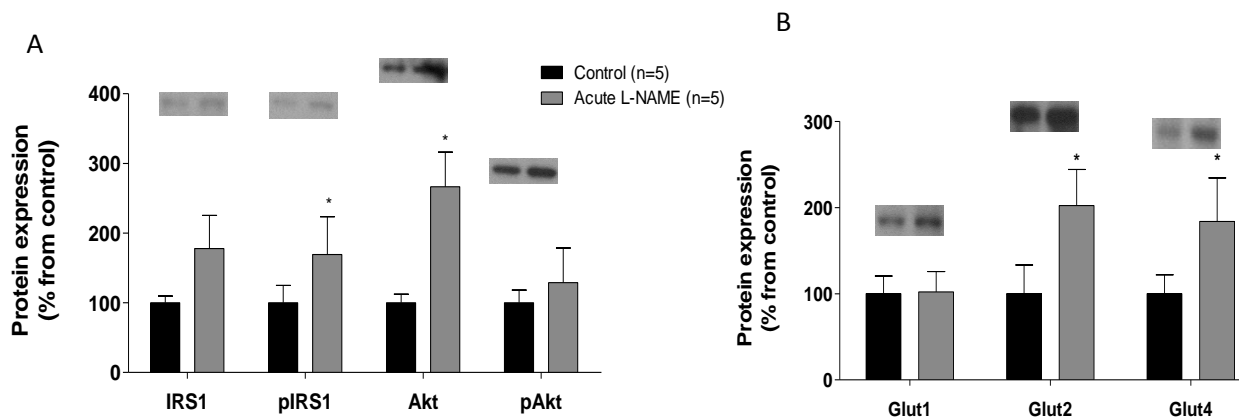 A
Protein expression
(% from control)
400
300
200
100
0
*
*
IRS1 pIRS1 Akt pAkt
Control (n=5)
Acute L-NAME (n=5)
B
Protein expression
(% from control)
300
200
100
0
*
*
Glut1 Glut2 Glut4